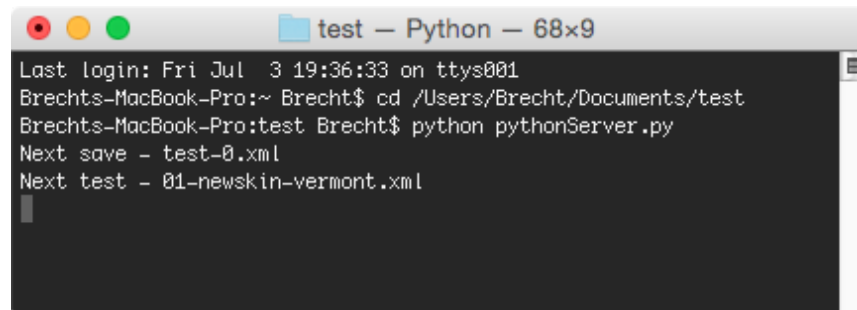 test — Python — 68×9
Last login: Fri Jul  3 19:36:33 on ttys001
Brechts-MacBook-Pro:~ Brecht$ cd /Users/Brecht/Documents/test
Brechts-MacBook-Pro:test Brecht$ python pythonServer.py
Next save - test-0.xml
Next test - 01-newskin-vermont.xml